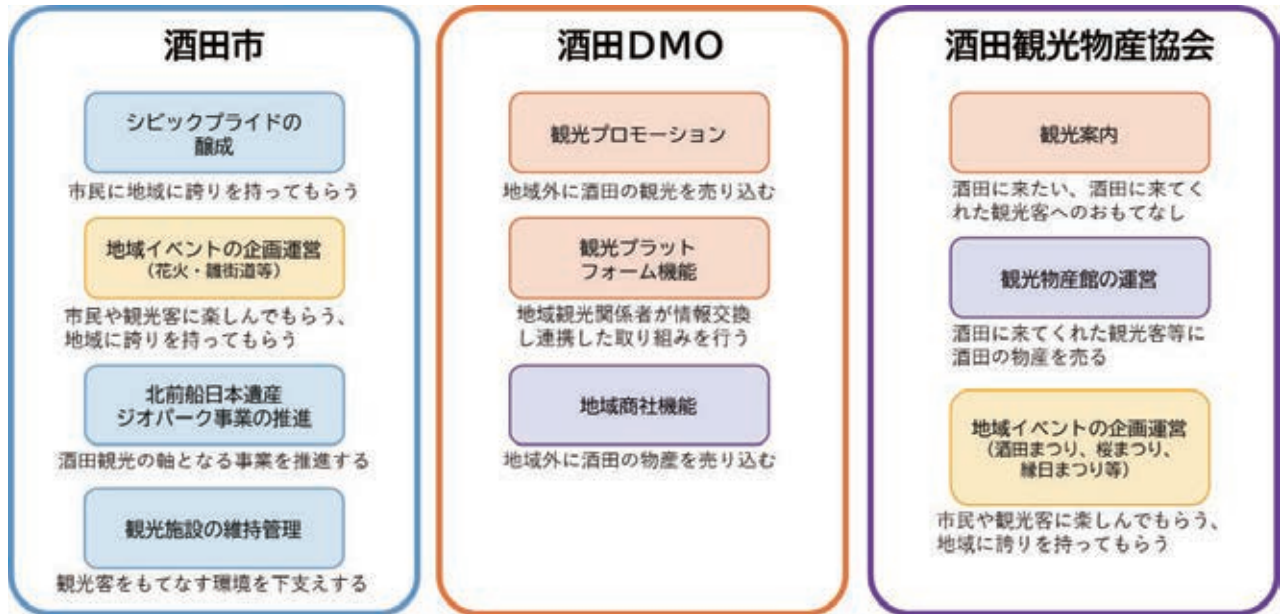 酒田市
シビックプライドの
醸成
市民に地域に誇りを持ってもらう
地域イベントの企画運営
（花火・雛街道等）
市民や観光客に楽しんでもらう、
地域に誇りを持ってもらう
北前船日本遺産
ジオパーク事業の推進
酒田観光の軸となる事業を推進する
観光施設の維持管理
観光客をもてなす環境を下支えする
酒田DMO
観光プロモーション
地域外に酒田の観光を売り込む
観光プラット
フォーム機能
地域観光関係者が情報交換
し連携した取り組みを行う
地域商社機能
地域外に酒田の物産を売り込む
酒田観光物産協会
観光案内
酒田に来たい、酒田に来てく
れた観光客へのおもてなし
観光物産館の運営
酒田に来てくれた観光客等に
酒田の物産を売る
地域イベントの企画運営
（酒田まつり、桜まつり、
縁日まつり等）
市民や観光客に楽しんでもらう、
地域に誇りを持ってもらう